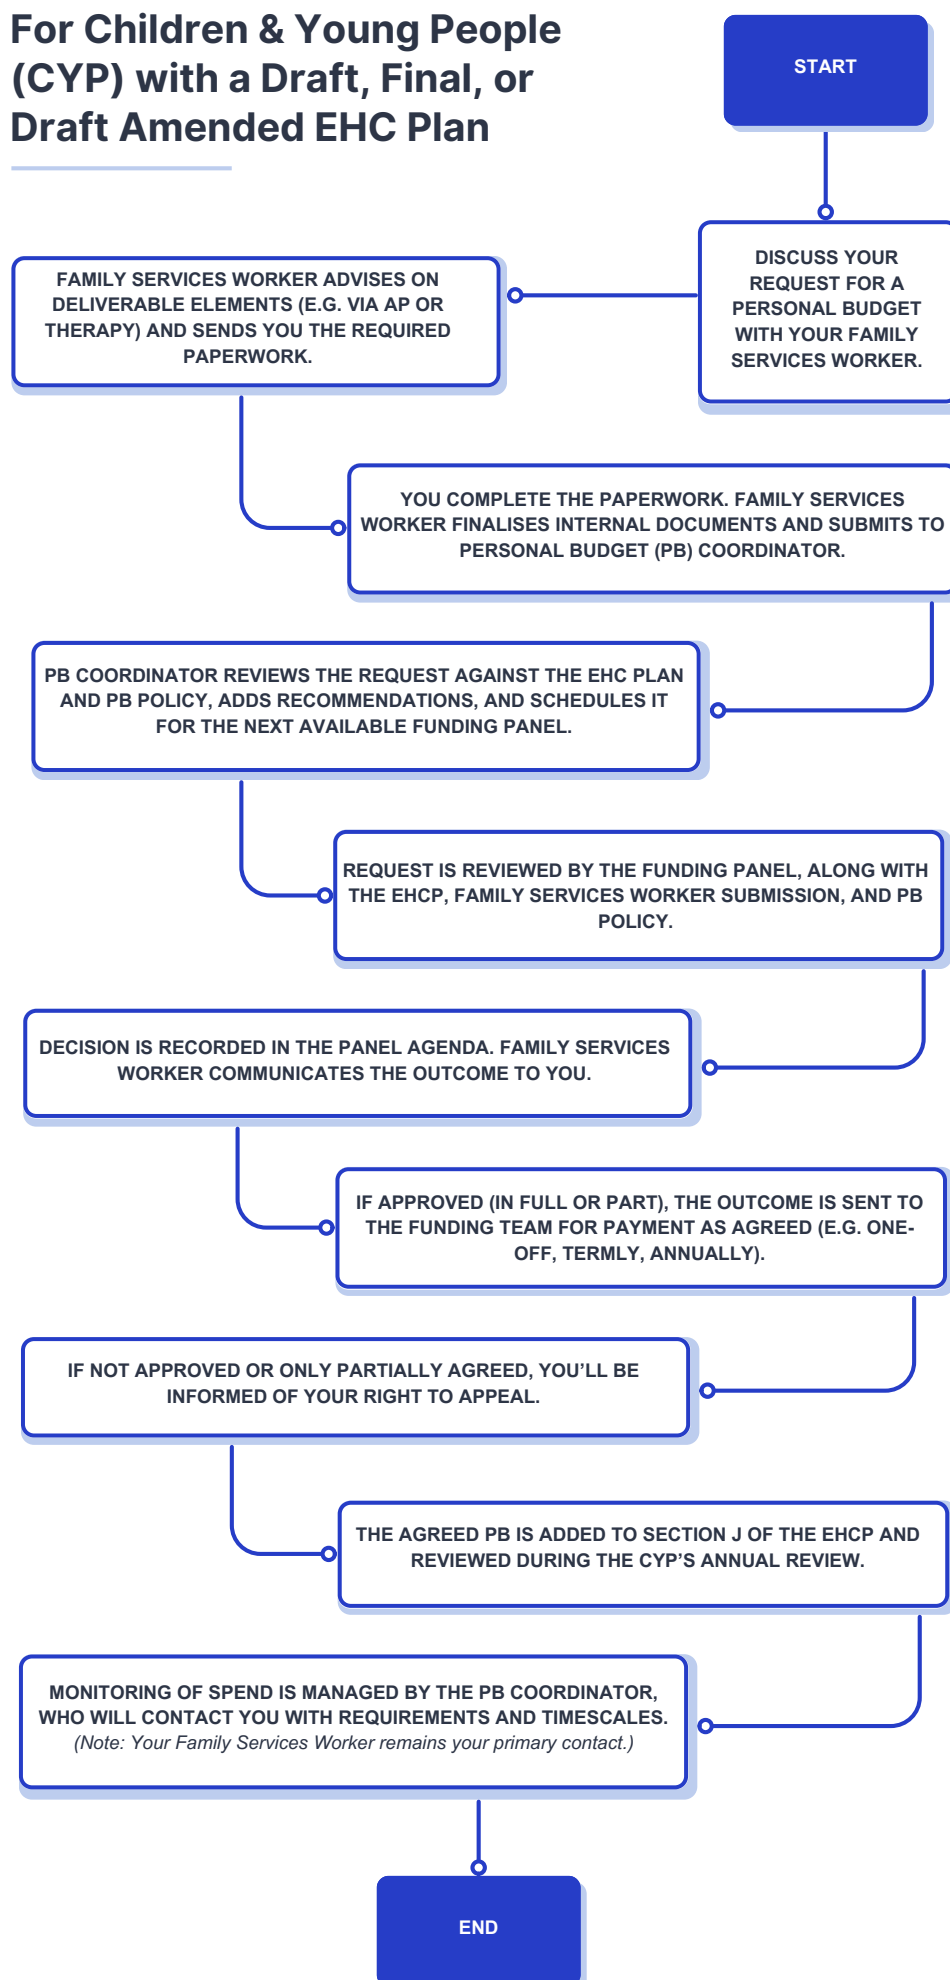 For Children & Young People
(CYP) with a Draft, Final, or
Draft Amended EHC Plan
START
DISCUSS YOUR
REQUEST FOR A
PERSONAL BUDGET
WITH YOUR FAMILY
SERVICES WORKER.
FAMILY SERVICES WORKER ADVISES ON
DELIVERABLE ELEMENTS (E.G. VIA AP OR
THERAPY) AND SENDS YOU THE REQUIRED
PAPERWORK.
YOU COMPLETE THE PAPERWORK. FAMILY SERVICES
WORKER FINALISES INTERNAL DOCUMENTS AND SUBMITS TO
PERSONAL BUDGET (PB) COORDINATOR.
PB COORDINATOR REVIEWS THE REQUEST AGAINST THE EHC PLAN
AND PB POLICY, ADDS RECOMMENDATIONS, AND SCHEDULES IT
FOR THE NEXT AVAILABLE FUNDING PANEL.
REQUEST IS REVIEWED BY THE FUNDING PANEL, ALONG WITH
THE EHCP, FAMILY SERVICES WORKER SUBMISSION, AND PB
POLICY.
DECISION IS RECORDED IN THE PANEL AGENDA. FAMILY SERVICES
WORKER COMMUNICATES THE OUTCOME TO YOU.
IF APPROVED (IN FULL OR PART), THE OUTCOME IS SENT TO
THE FUNDING TEAM FOR PAYMENT AS AGREED (E.G. ONE-
OFF, TERMLY, ANNUALLY).
IF NOT APPROVED OR ONLY PARTIALLY AGREED, YOU’LL BE
INFORMED OF YOUR RIGHT TO APPEAL.
THE AGREED PB IS ADDED TO SECTION J OF THE EHCP AND
REVIEWED DURING THE CYP’S ANNUAL REVIEW.
MONITORING OF SPEND IS MANAGED BY THE PB COORDINATOR,
WHO WILL CONTACT YOU WITH REQUIREMENTS AND TIMESCALES.
(Note: Your Family Services Worker remains your primary contact.)
END